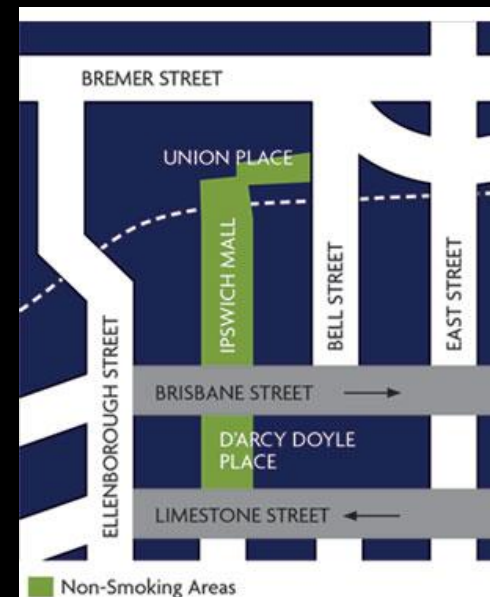 BREMER STREET
UNION PLACE
IPSWICH MALL
BELL STREET
EAST STREET
ELLENBOROUGH STREET
BRISBANE STREET
D'ARCY DOYLE
PLACE
LIMESTONE STREET
Non-Smoking Areas